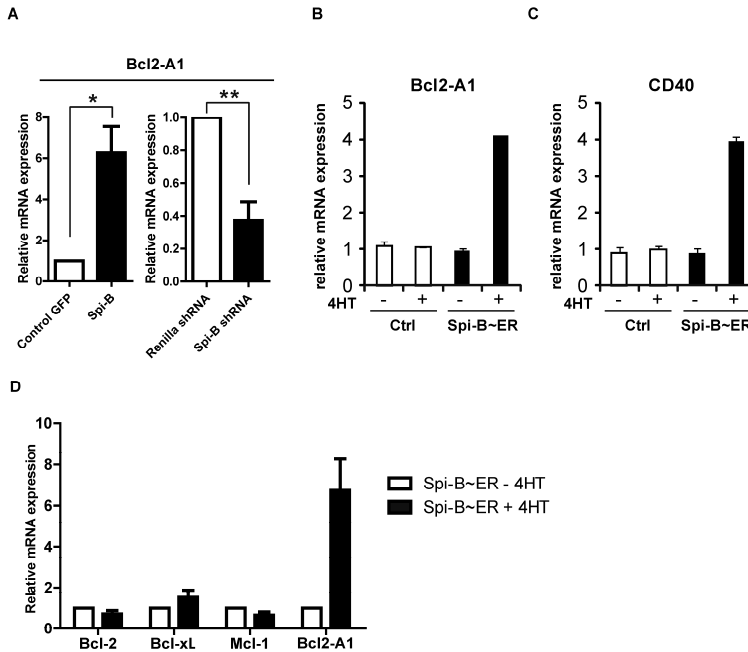 A
Bcl2-A1
relative mRNA expression
8
6
4
2
0
*
Control GFP
Spi-B
Relative mRNA expression
1.0
0.8
0.6
0.4
0.2
0.0
**
Renilla shRNA
Spi-B shRNA
B
Bcl2-A1
relative mRNA expression
5
4
3
2
1
0
4HT - + - +
Ctrl Spi-B~ER
C
CD40
relative mRNA expression
5
4
3
2
1
0
4HT - + - +
Ctrl Spi-B~ER
D
Relative mRNA expression
10
8
6
4
2
0
Bcl-2 Bcl-xL Mcl-1 Bcl2-A1
Spi-B~ER - 4HT
Spi-B~ER + 4HT